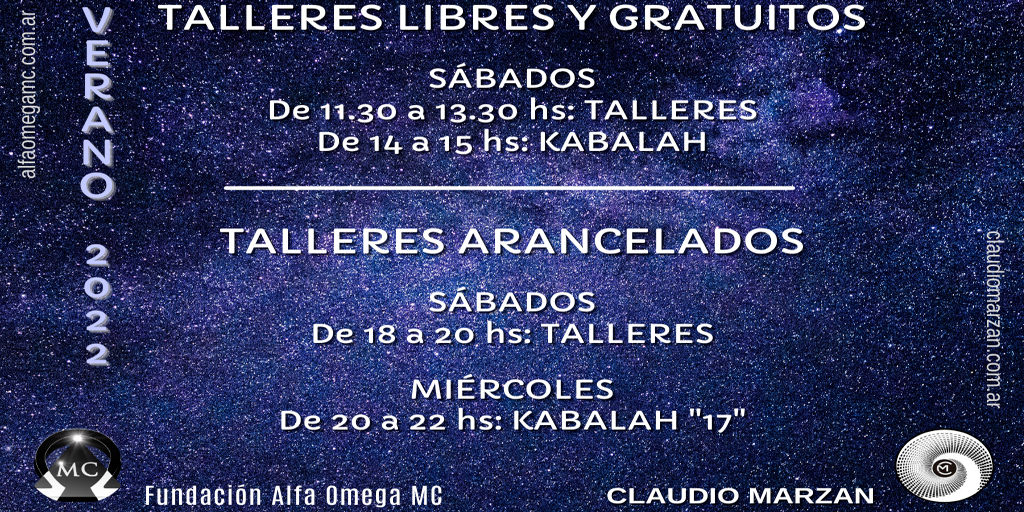 TALLERES LIBRES Y GRATUITOS
SÁBADOS
De 11.30 a 13.30 hs: TALLERES
De 14 a 15 hs: KABALAH
TALLERES ARANCELADOS
SÁBADOS
De 18 a 20 hs: TALLERES
MIÉRCOLES
De 20 a 22 hs: KABALAH "17"
VERANO 2022
alfaomegamc.com.ar
claudiomarzan.com.ar
MC
Fundación Alfa Omega MC
CLAUDIO MARZAN
M